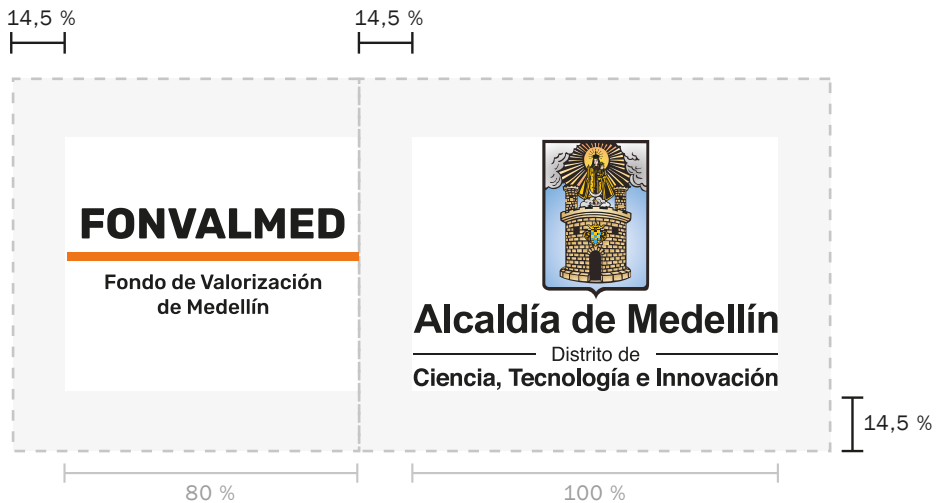 14,5 %
14,5 %
FONVALMED
Fondo de Valorización
de Medellín
Alcaldía de Medellín
Distrito de
Ciencia, Tecnología e Innovación
14,5 %
80 %
100 %